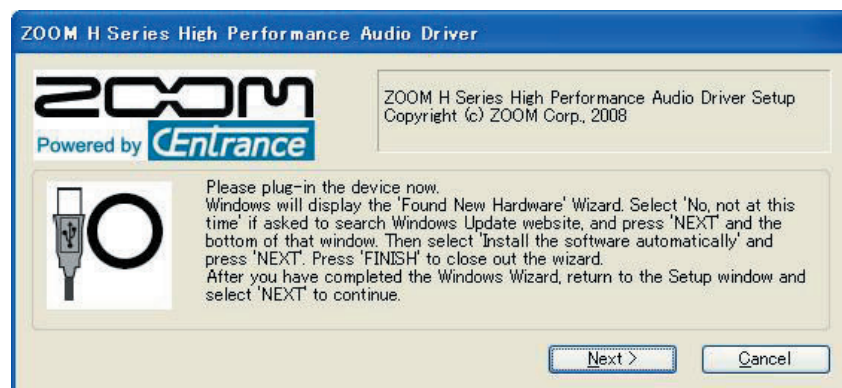 ZOOM H Series High Performance Audio Driver
ZOOM
Powered by CEntrance
ZOOM H Series High Performance Audio Driver Setup
Copyright (c) ZOOM Corp., 2008
Please plug-in the device now.
Windows will display the 'Found New Hardware' Wizard. Select 'No, not at this
time' if asked to search Windows Update website, and press 'NEXT' and the
bottom of that window. Then select 'Install the software automatically' and
press 'NEXT'. Press 'FINISH' to close out the wizard.
After you have completed the Windows Wizard, return to the Setup window and
select 'NEXT' to continue.
Next >
Cancel